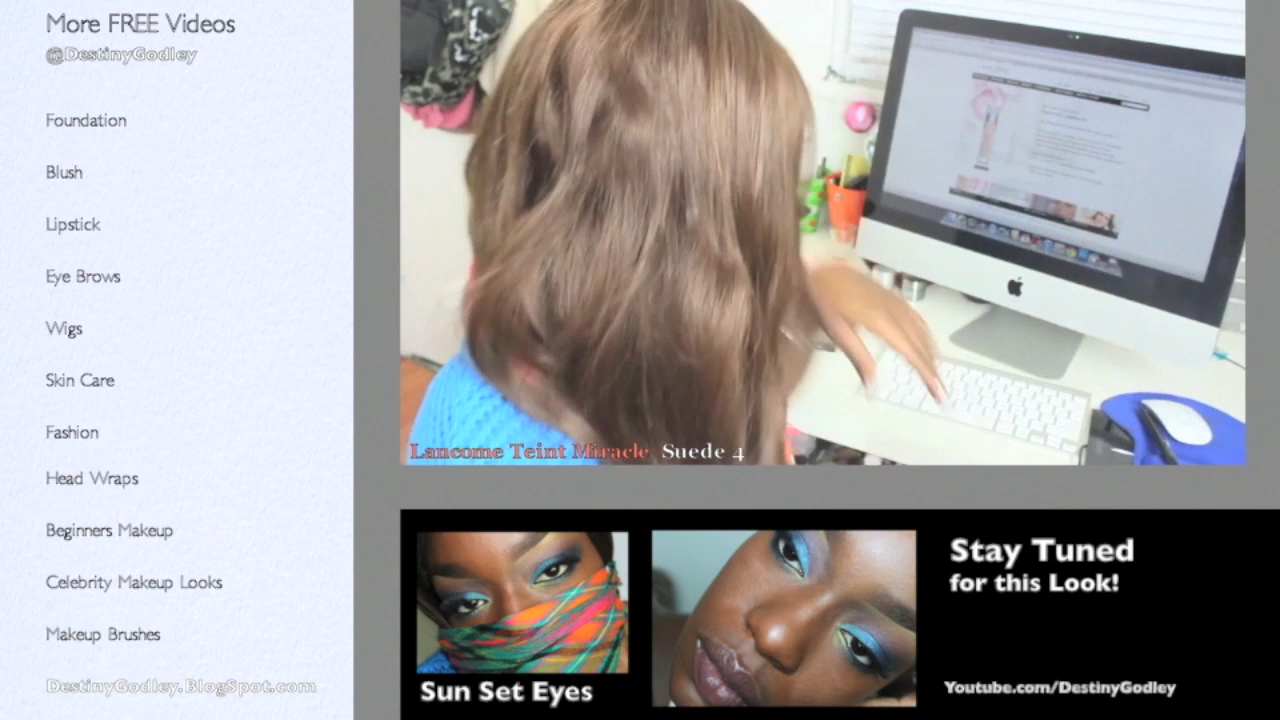 More FREE Videos
@DestinyGodley
Foundation
Blush
Lipstick
Eye Brows
Wigs
Skin Care
Fashion
Head Wraps
Beginners Makeup
Celebrity Makeup Looks
Makeup Brushes
DestinyGodley.BlogSpot.com
Lancome Teint Miracle Suede 4
Sun Set Eyes
Stay Tuned
for this Look!
Youtube.com/DestinyGodley